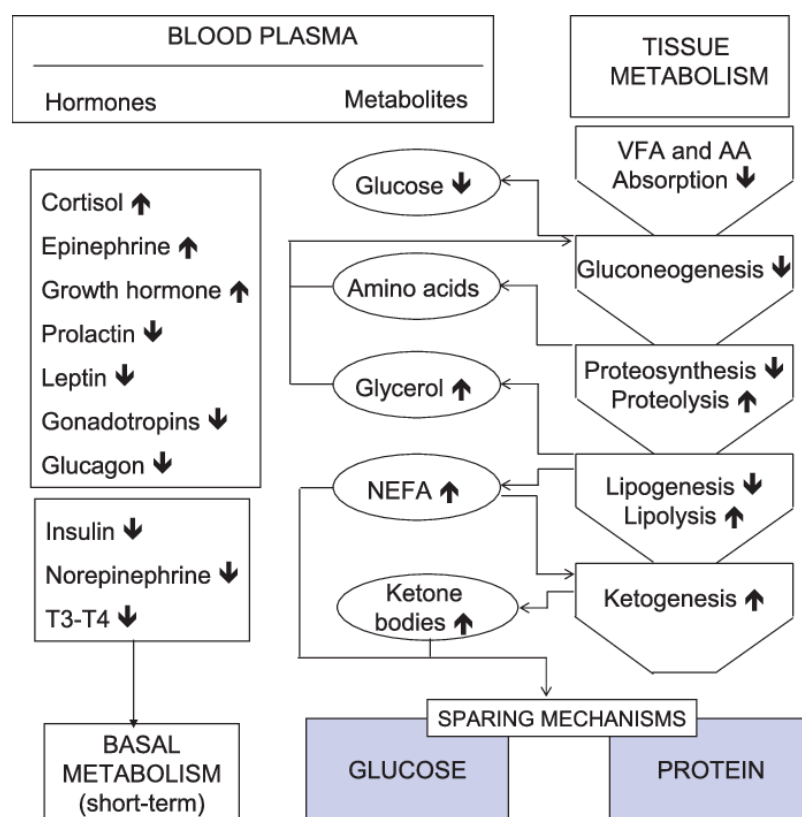 BLOOD PLASMA
Hormones
Metabolites
TISSUE
METABOLISM
Cortisol ↑
Epinephrine ↑
Growth hormone ↑
Prolactin ↓
Leptin ↓
Gonadotropins ↓
Glucagon ↓
Insulin ↓
Norepinephrine ↓
T3-T4 ↓
BASAL
METABOLISM
(short-term)
Glucose ↓
Amino acids
Glycerol ↑
NEFA ↑
Ketone
bodies ↑
VFA and AA
Absorption ↓
Gluconeogenesis ↓
Proteosynthesis ↓
Proteolysis ↑
Lipogenesis ↓
Lipolysis ↑
Ketogenesis ↑
SPARING MECHANISMS
GLUCOSE
PROTEIN